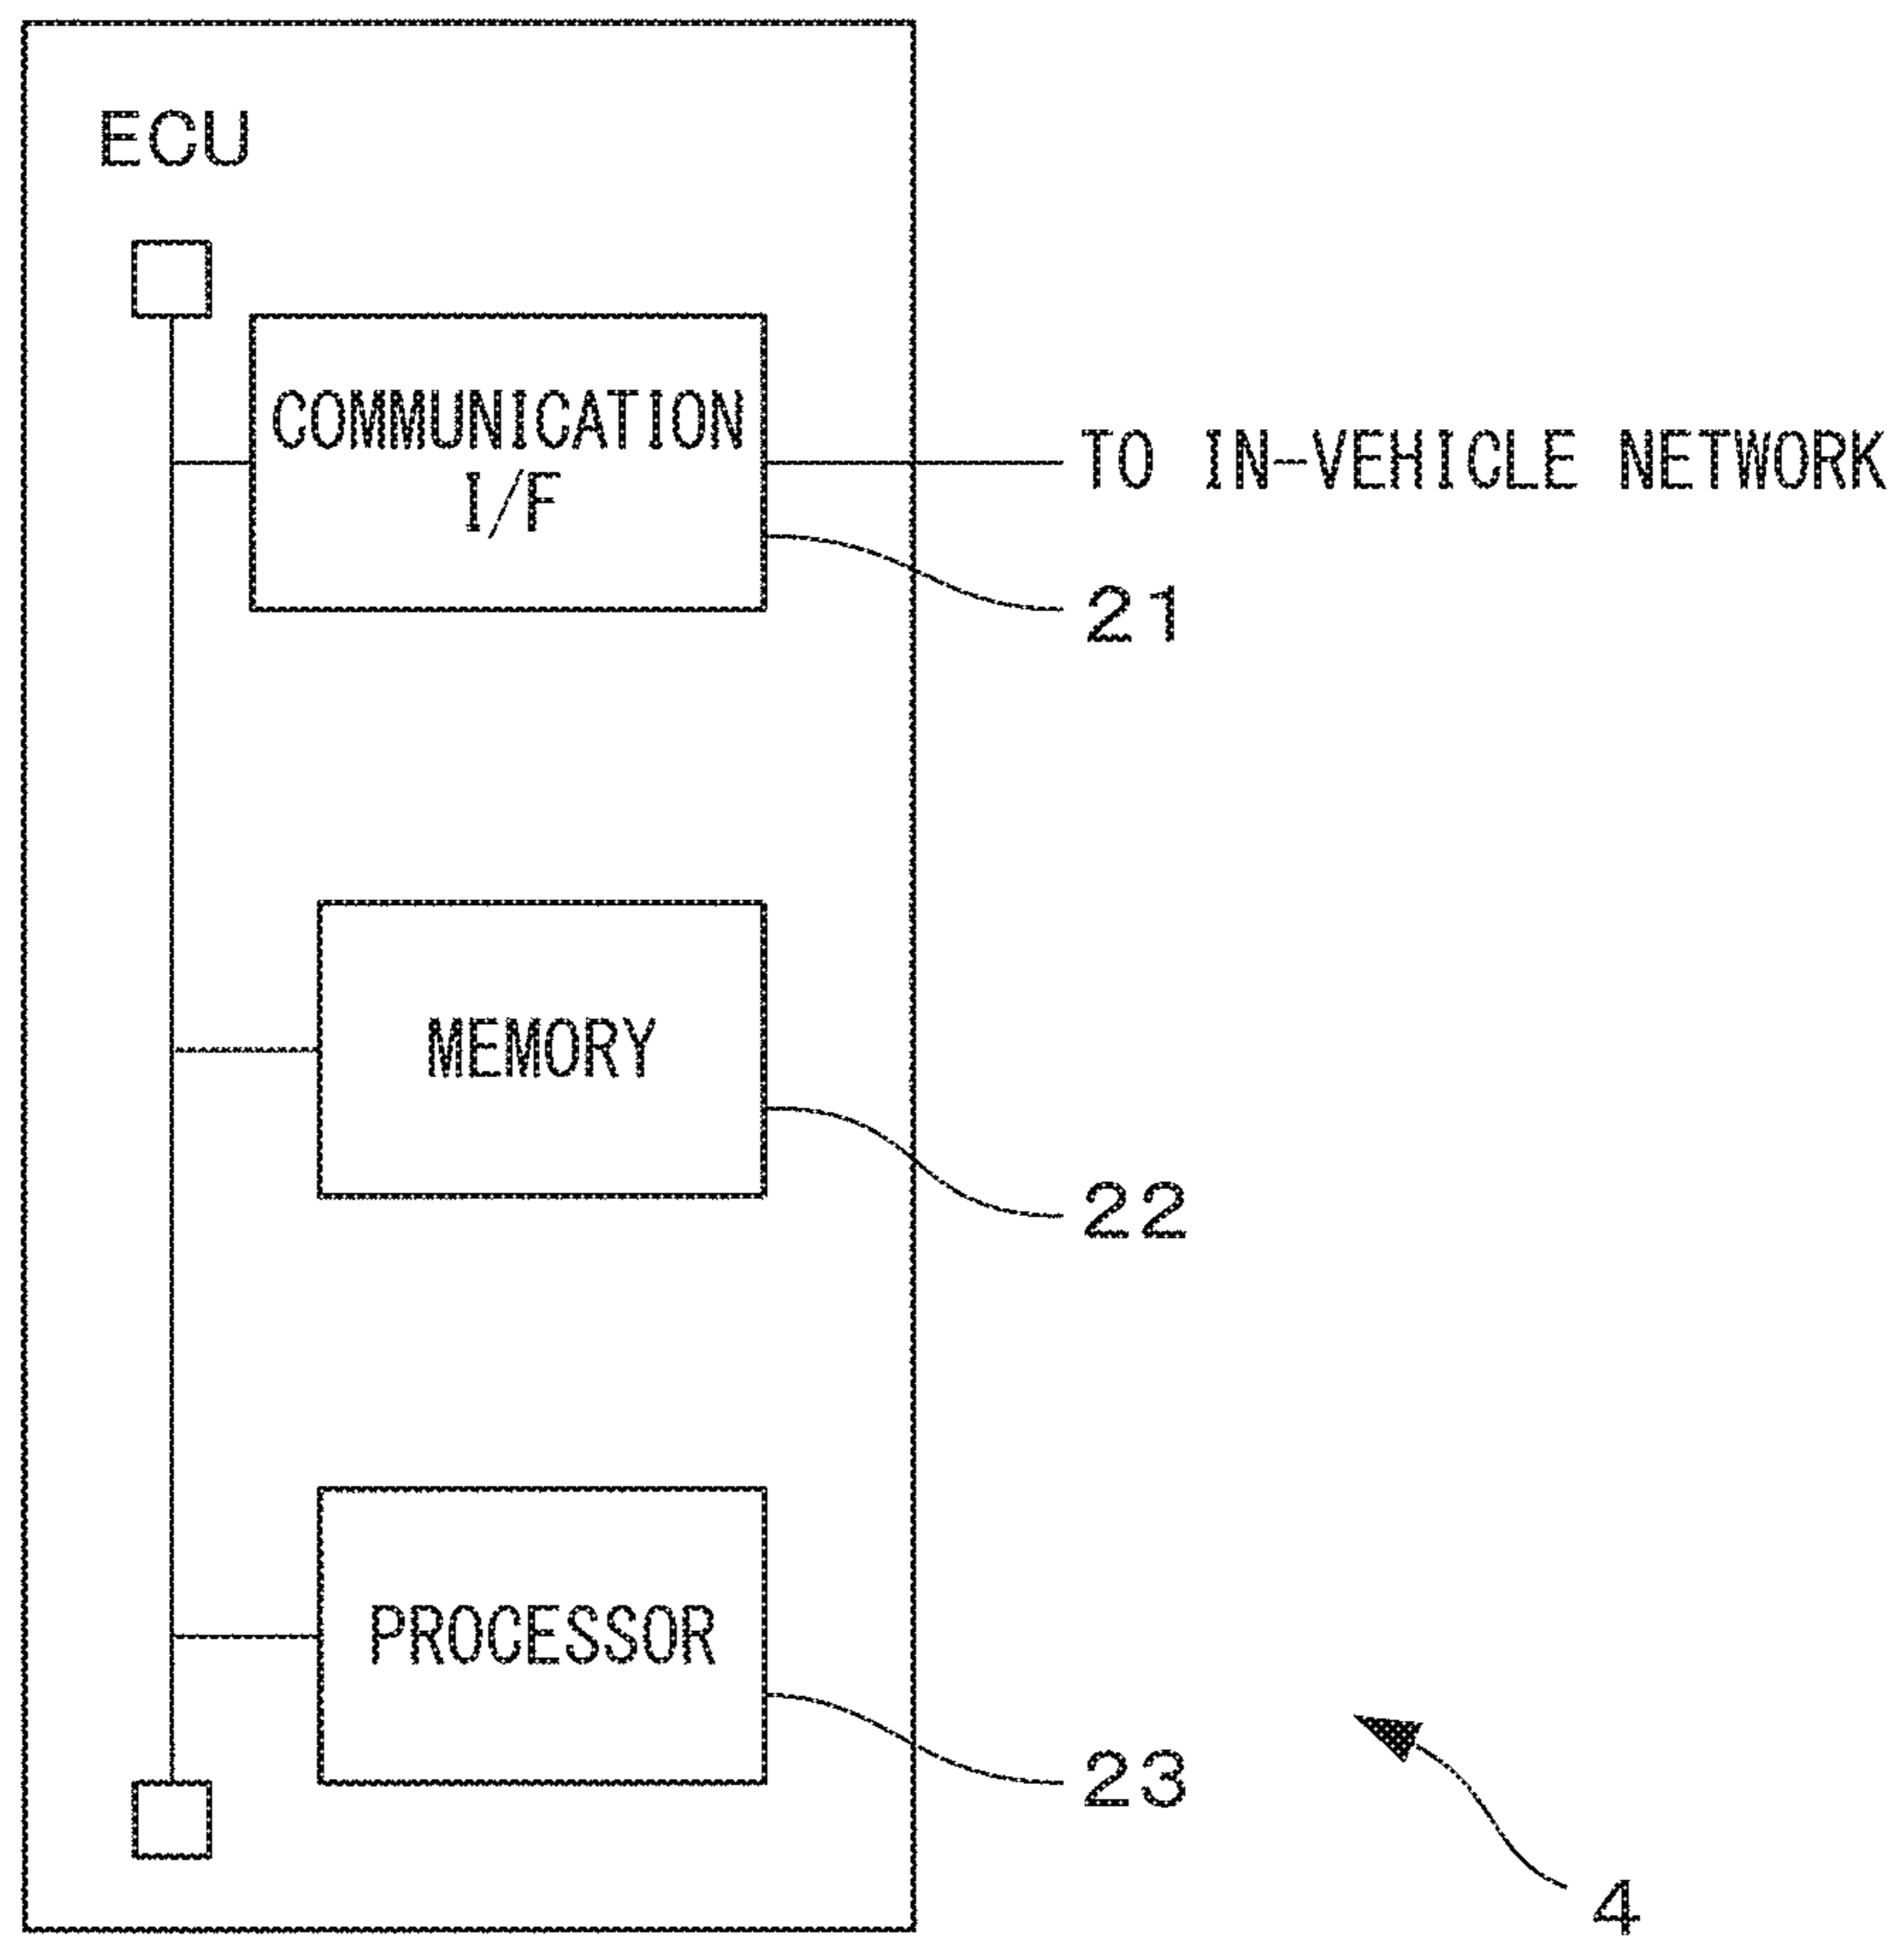 ECU
COMMUNICATION
I/F
TO IN-VEHICLE NETWORK
21
MEMORY
22
PROCESSOR
23
4